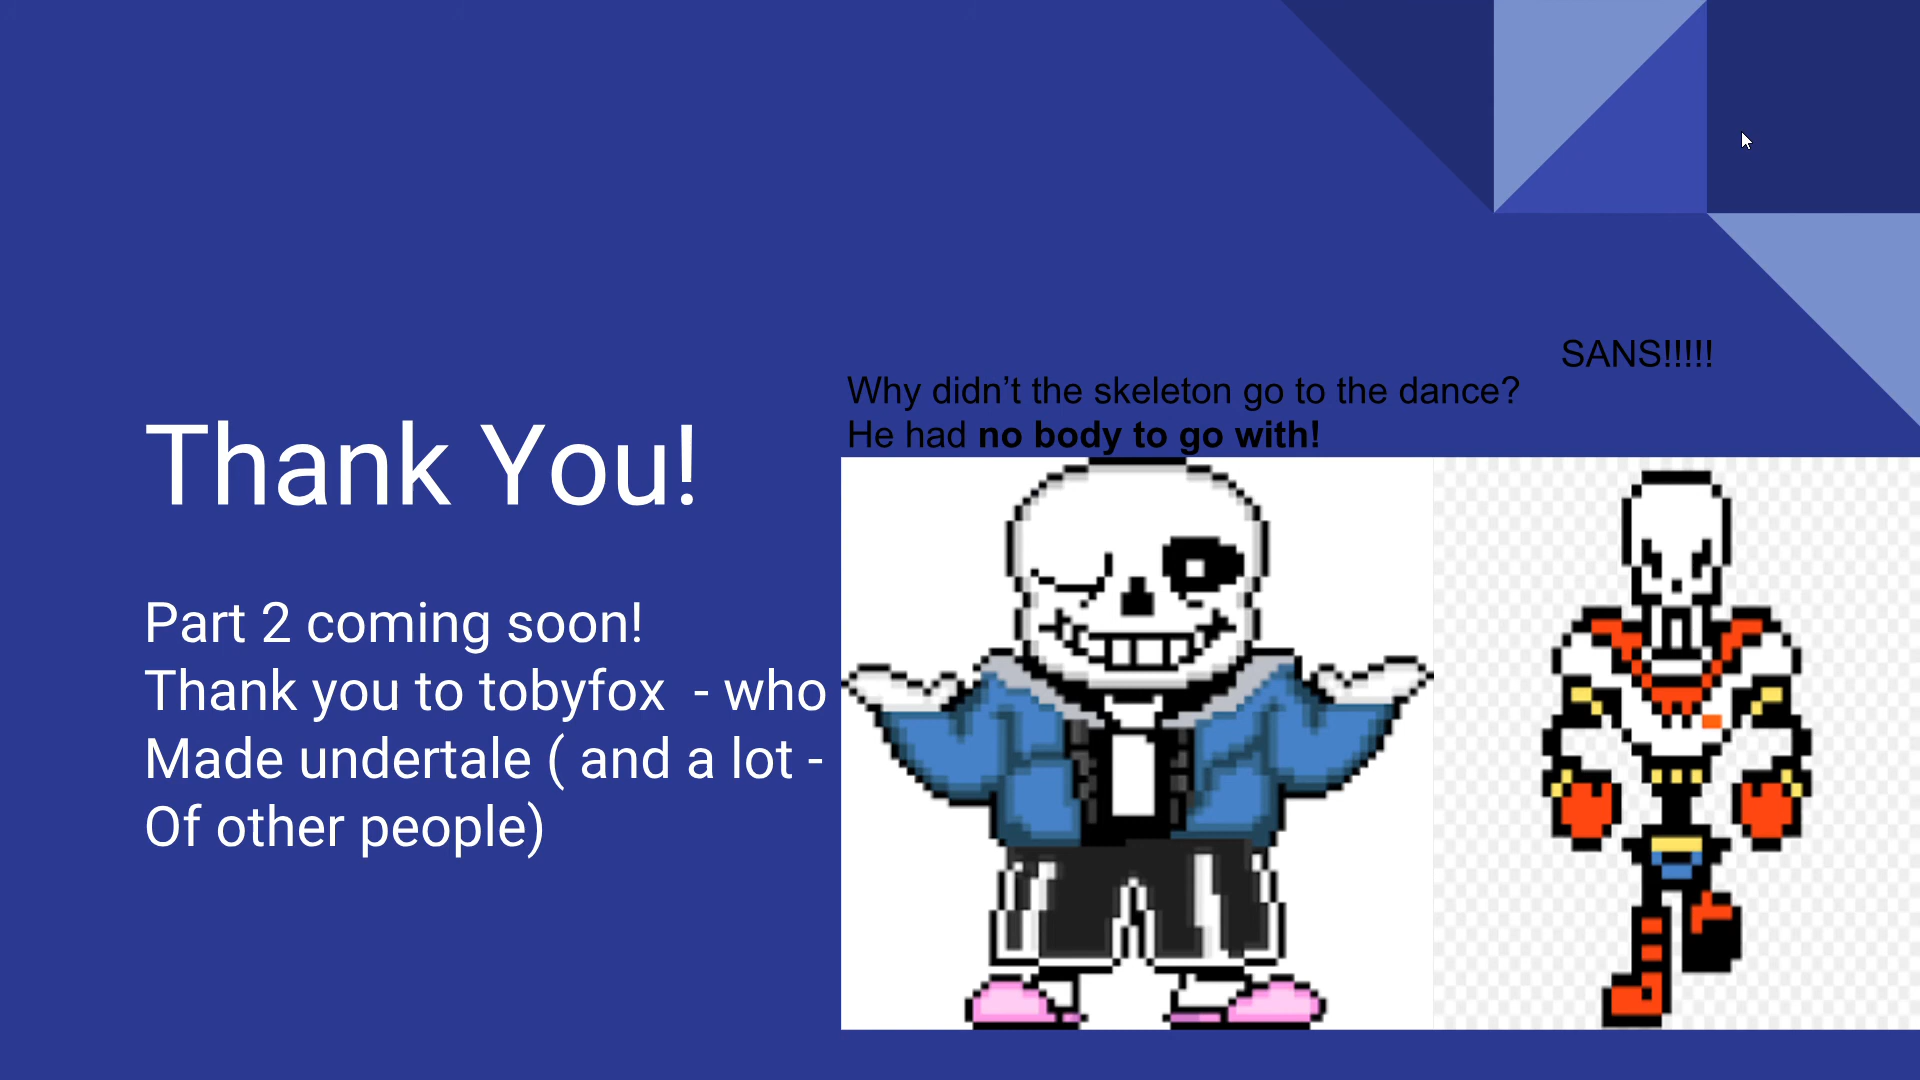 SANS!!!!!
Why didn’t the skeleton go to the dance?
He had no body to go with!
Thank You!
Part 2 coming soon!
Thank you to tobyfox  - who
Made undertale ( and a lot -
Of other people)